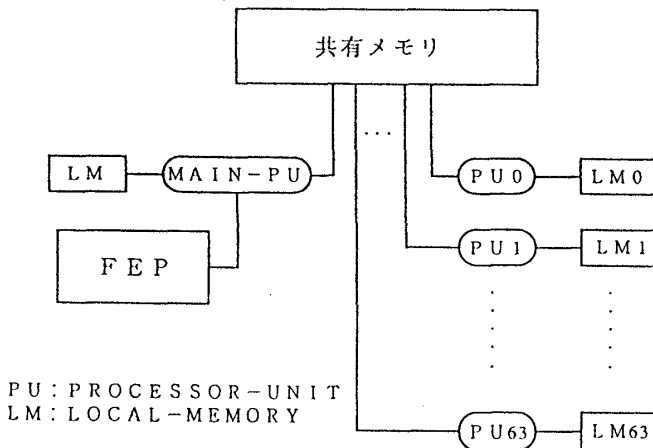 共有メモリ
...
LM
MAIN-PU
PU0
LM0
FEP
PU1
LM1
PU63
LM63
PU:PROCESSOR-UNIT
LM:LOCAL-MEMORY